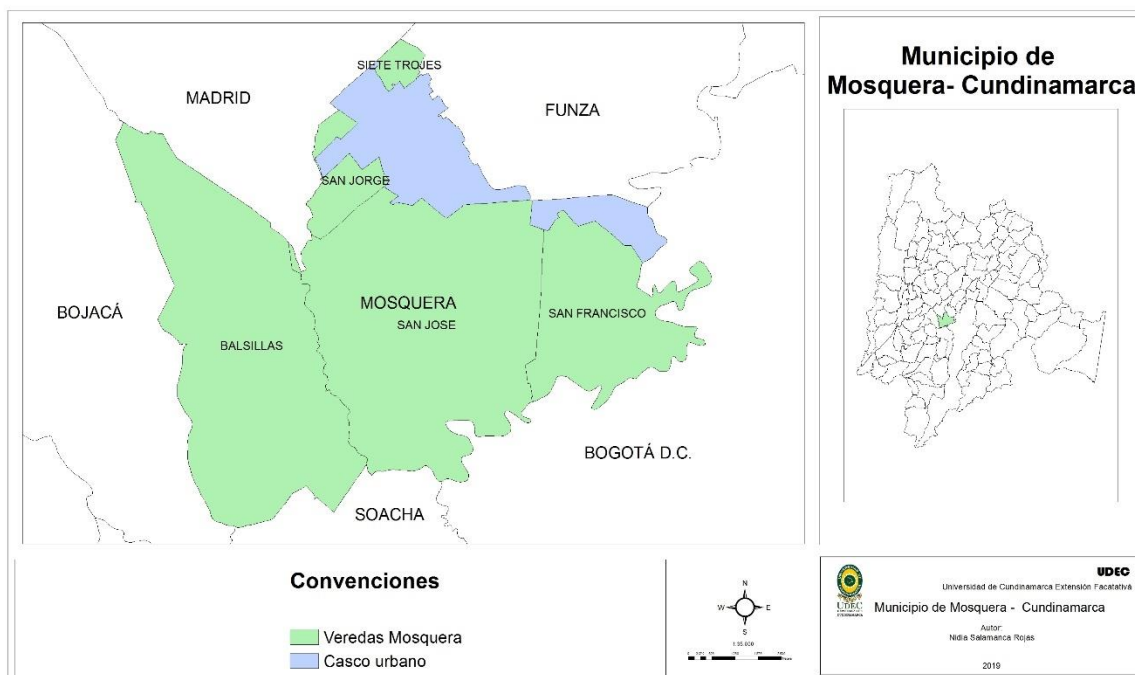 SIETE TROJES
MADRID
FUNZA
SAN JORGE
MOSQUERA
SAN JOSE
SAN FRANCISCO
BOJACÁ
BALSILLAS
BOGOTÁ D.C.
SOACHA
Municipio de
Mosquera- Cundinamarca
Convenciones
Veredas Mosquera
Casco urbano
N
W E
S
UDEC
Universidad de Cundinamarca Extensión Facatativá
UDEC
Municipio de Mosquera - Cundinamarca
Autor:
Nidia Salamanca Rojas
2019